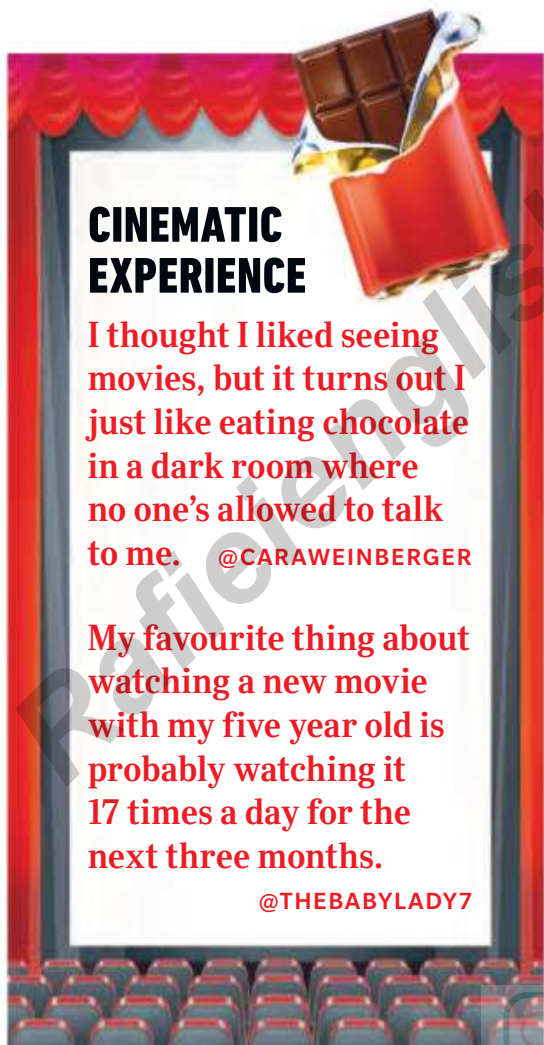 CINEMATIC
EXPERIENCE
I thought I liked seeing
movies, but it turns out I
just like eating chocolate
in a dark room where
no one's allowed to talk
to me. @CARAWEINBERGER
My favourite thing about
watching a new movie
with my five year old is
probably watching it
17 times a day for the
next three months.
@THEBABYLADY7
Rafieienglis